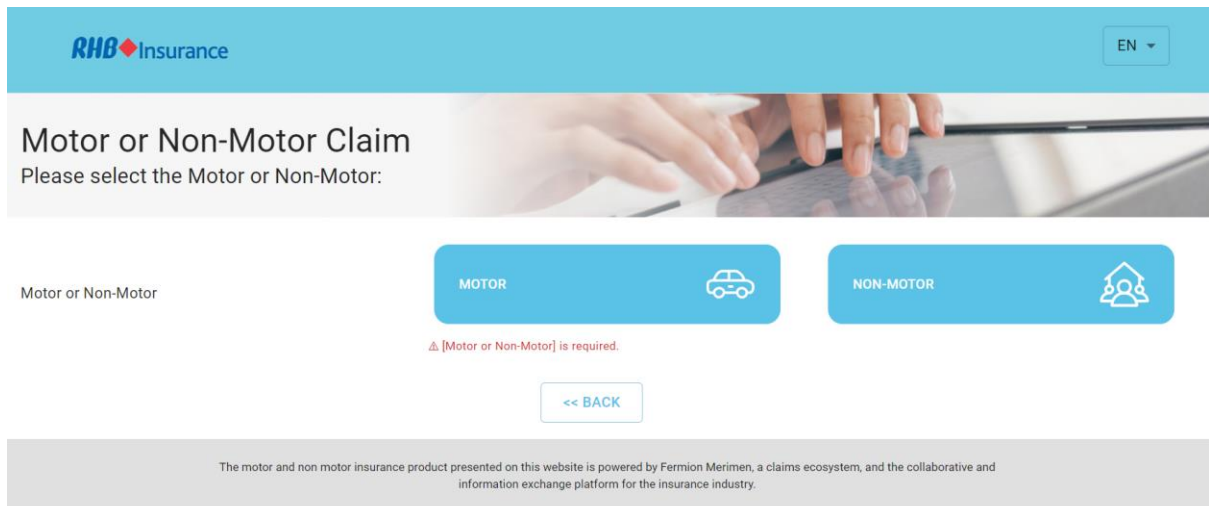 RHB Insurance
EN
Motor or Non-Motor Claim
Please select the Motor or Non-Motor:
Motor or Non-Motor
MOTOR
NON-MOTOR
[Motor or Non-Motor] is required.
<< BACK
The motor and non motor insurance product presented on this website is powered by Fermion Merimen, a claims ecosystem, and the collaborative and
information exchange platform for the insurance industry.